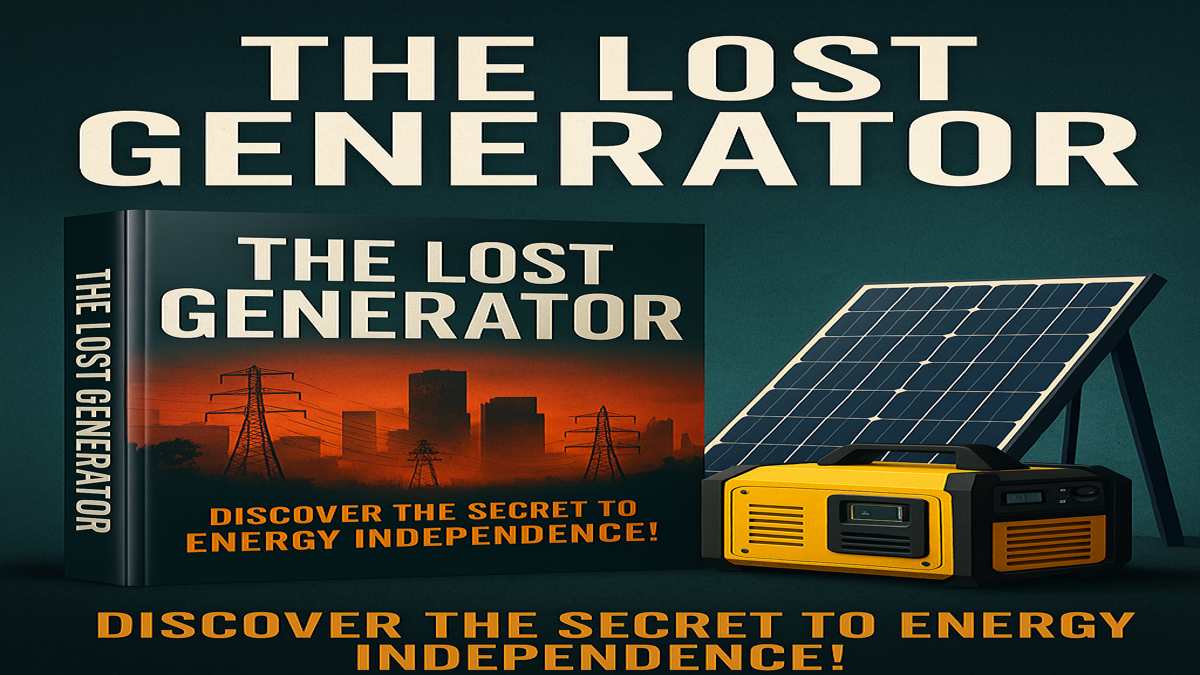 THE LOST
GENERATOR
THE LOST GENERATOR
THE LOST
GENERATOR
DISCOVER THE SECRET TO
ENERGY INDEPENDENCE!
DISCOVER THE SECRET TO ENERGY
INDEPENDENCE!